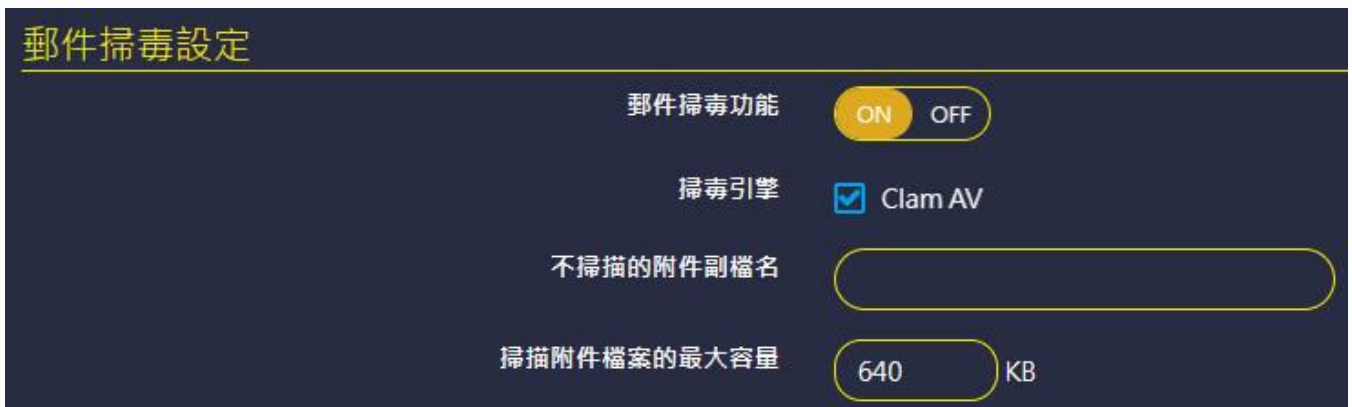 郵件掃毒設定
郵件掃毒功能 ON OFF
掃毒引擎 Clam AV
不掃描的附件副檔名
掃描附件檔案的最大容量 640 KB